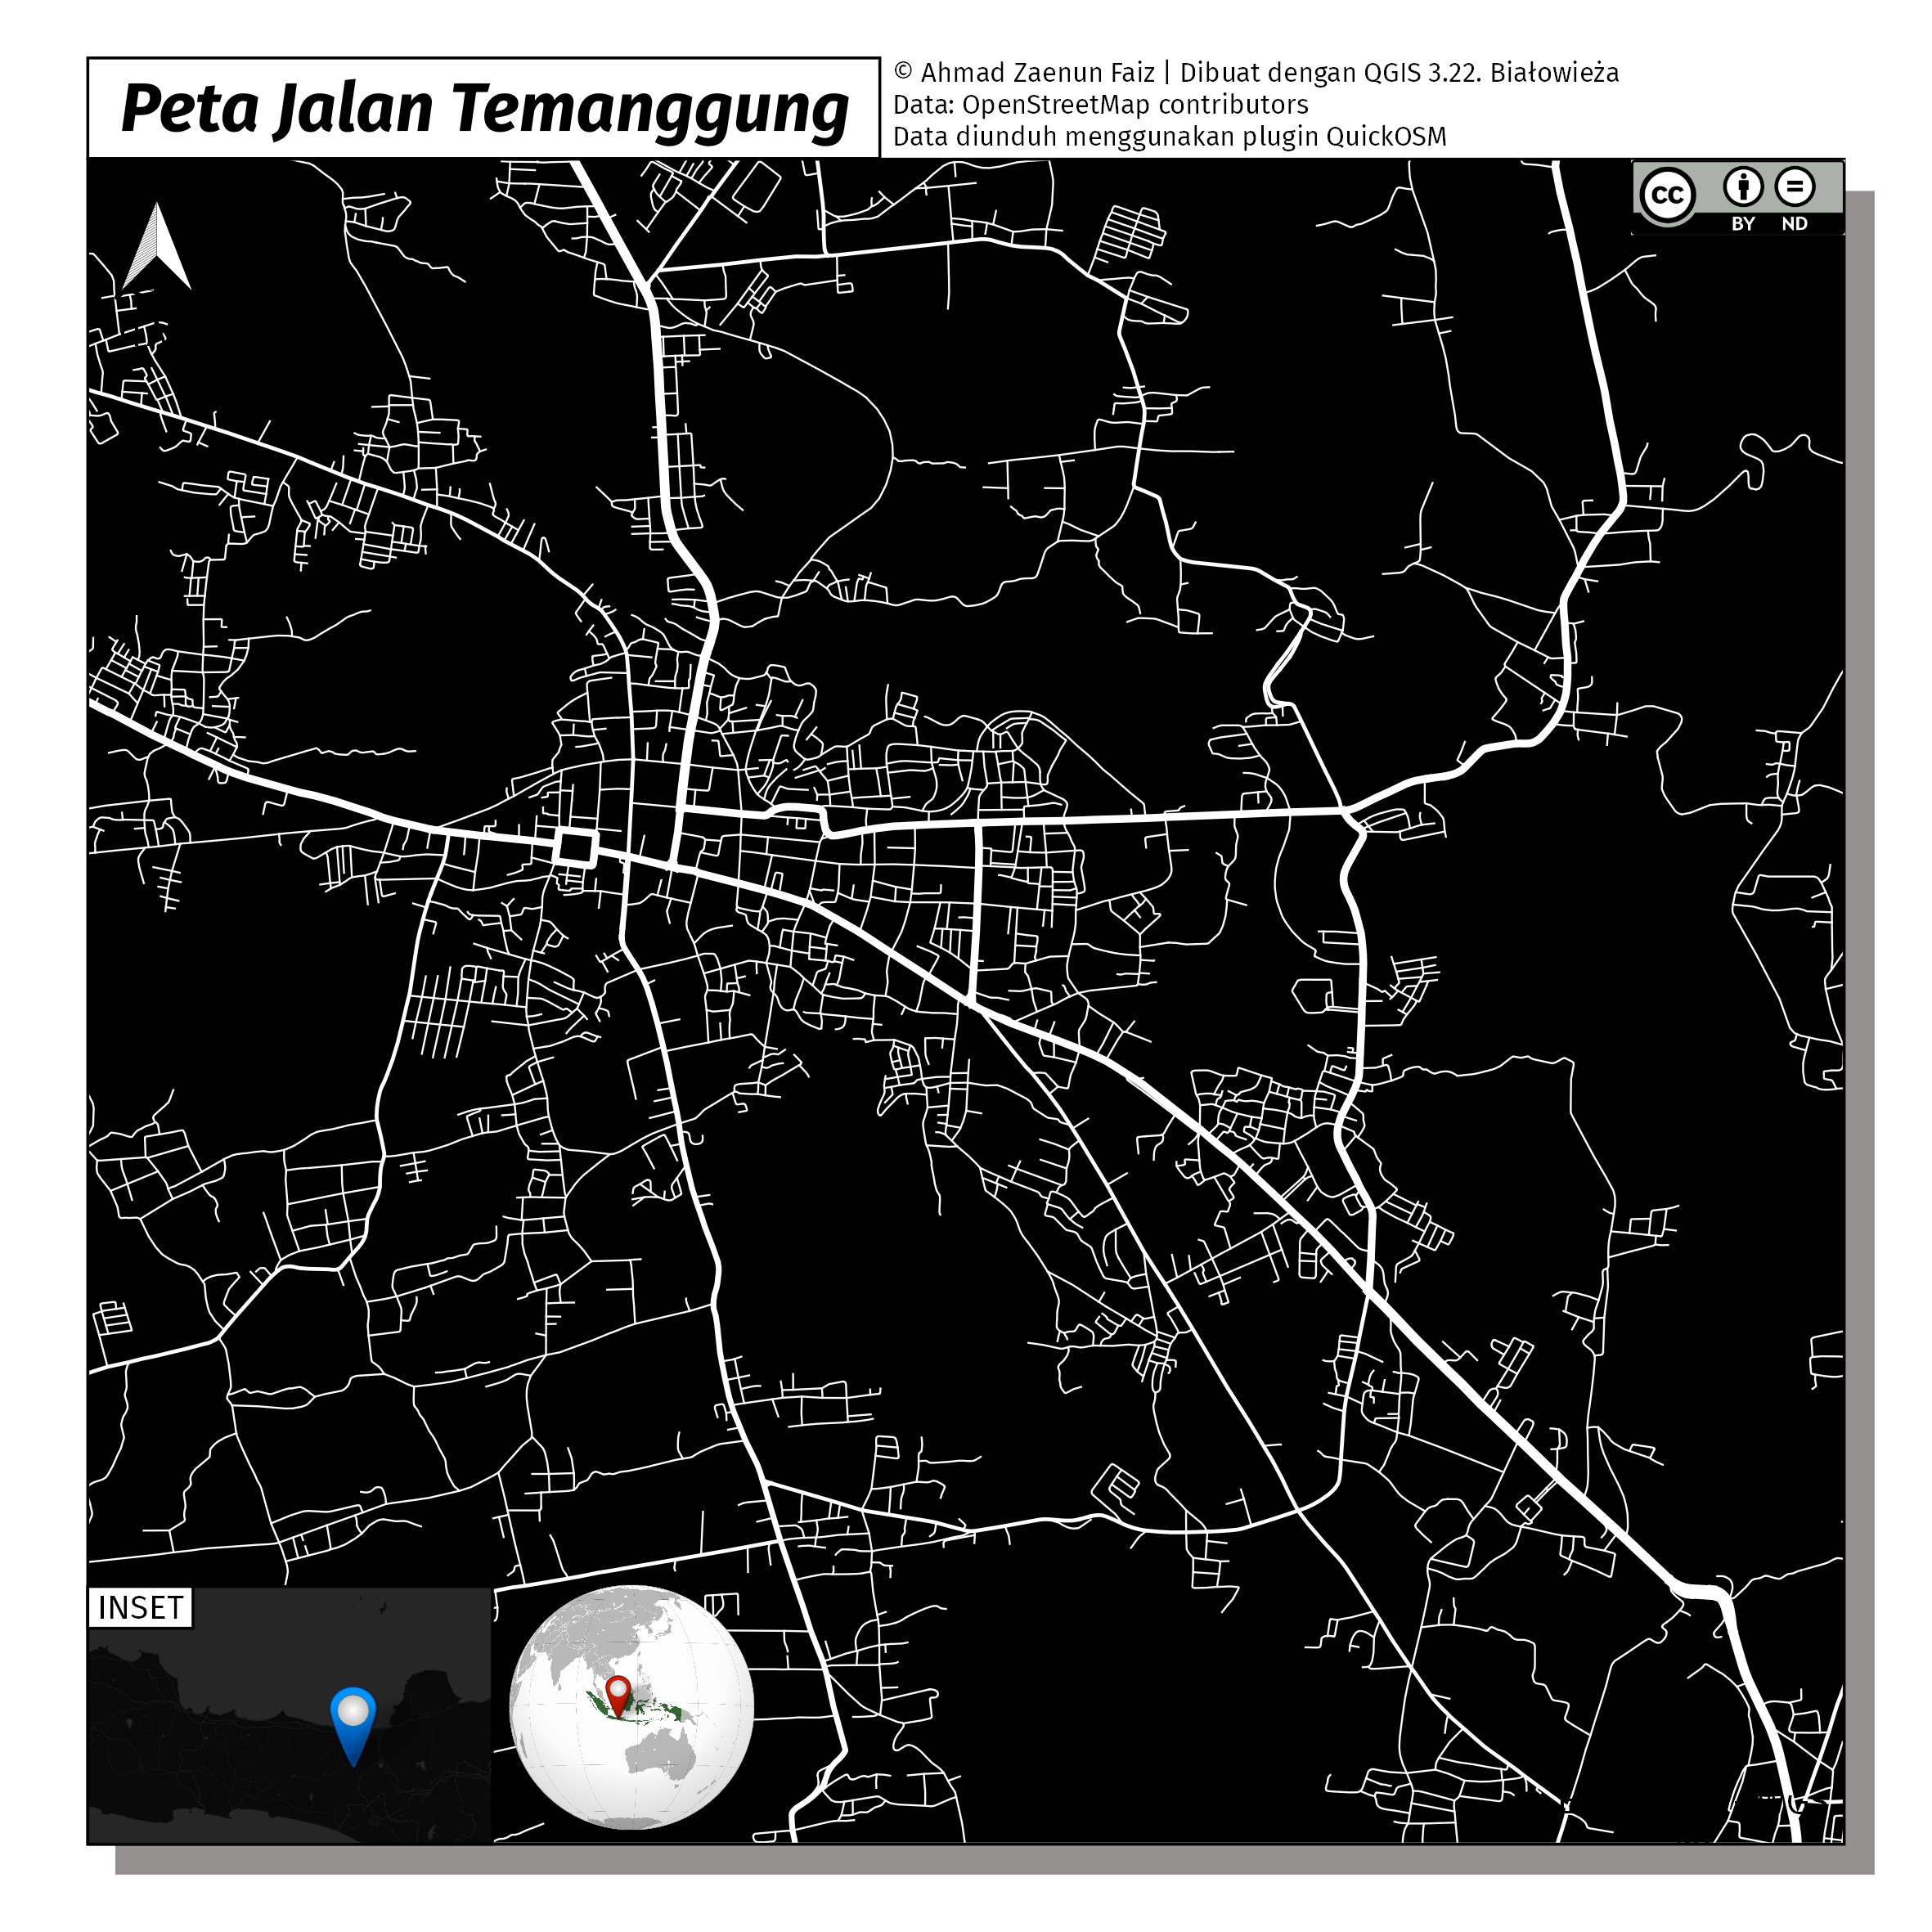 Peta Jalan Temanggung
© Ahmad Zaenun Faiz | Dibuat dengan QGIS 3.22. Białowieża
Data: OpenStreetMap contributors
Data diunduh menggunakan plugin QuickOSM
cc
BY ND
INSET